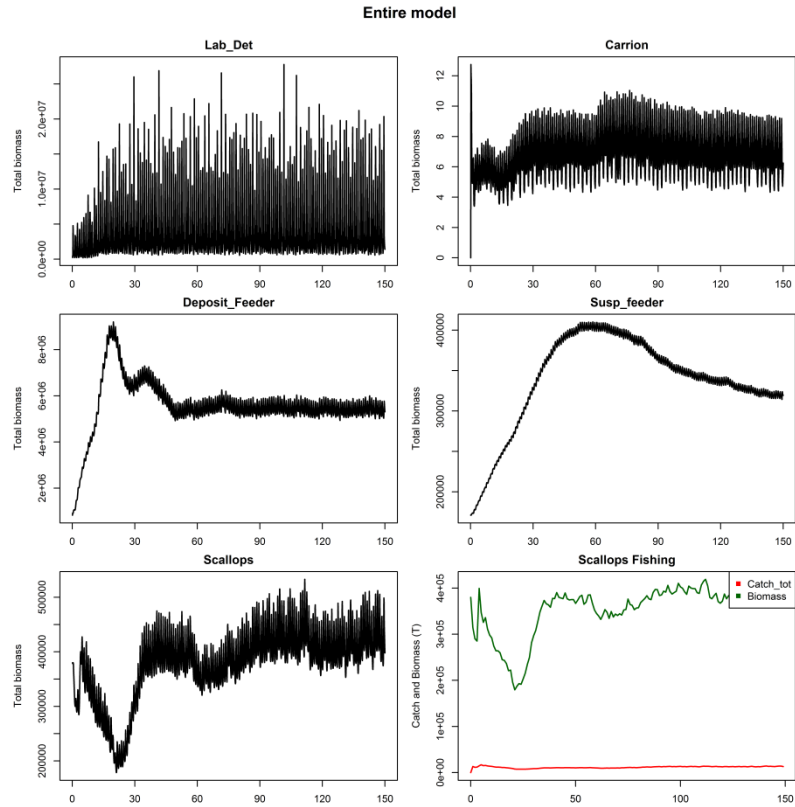 Entire model
Lab_Det
Total biomass
0.0e+00
1.0e+07
2.0e+07
0 30 60 90 120 150
Carrion
Total biomass
0 2 4 6 8 10 12
0 30 60 90 120 150
Deposit_Feeder
Total biomass
2e+06 4e+06 6e+06 8e+06
0 30 60 90 120 150
Susp_feeder
Total biomass
200000 300000 400000
0 30 60 90 120 150
Scallops
Total biomass
200000 300000 400000 500000
0 30 60 90 120 150
Scallops Fishing
Catch_tot
Biomass
Catch and Biomass (T)
0e+00 1e+05 2e+05 3e+05 4e+05
0 50 100 150